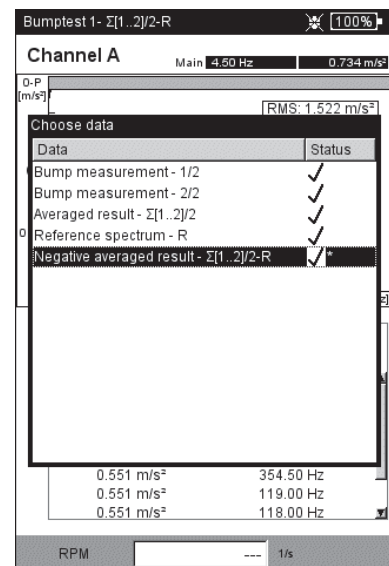 Bumptest 1- Σ[1..2]/2-R 100%
Channel A Main 4.50 Hz 0.734 m/s²
0-P
[m/s²]
RMS: 1.522 m/s²
Choose data
Data Status
Bump measurement - 1/2
Bump measurement - 2/2
Averaged result - Σ[1..2]/2
Reference spectrum - R
Negative averaged result - Σ[1..2]/2-R *
0.551 m/s² 354.50 Hz
0.551 m/s² 119.00 Hz
0.551 m/s² 118.00 Hz
RPM --- 1/s